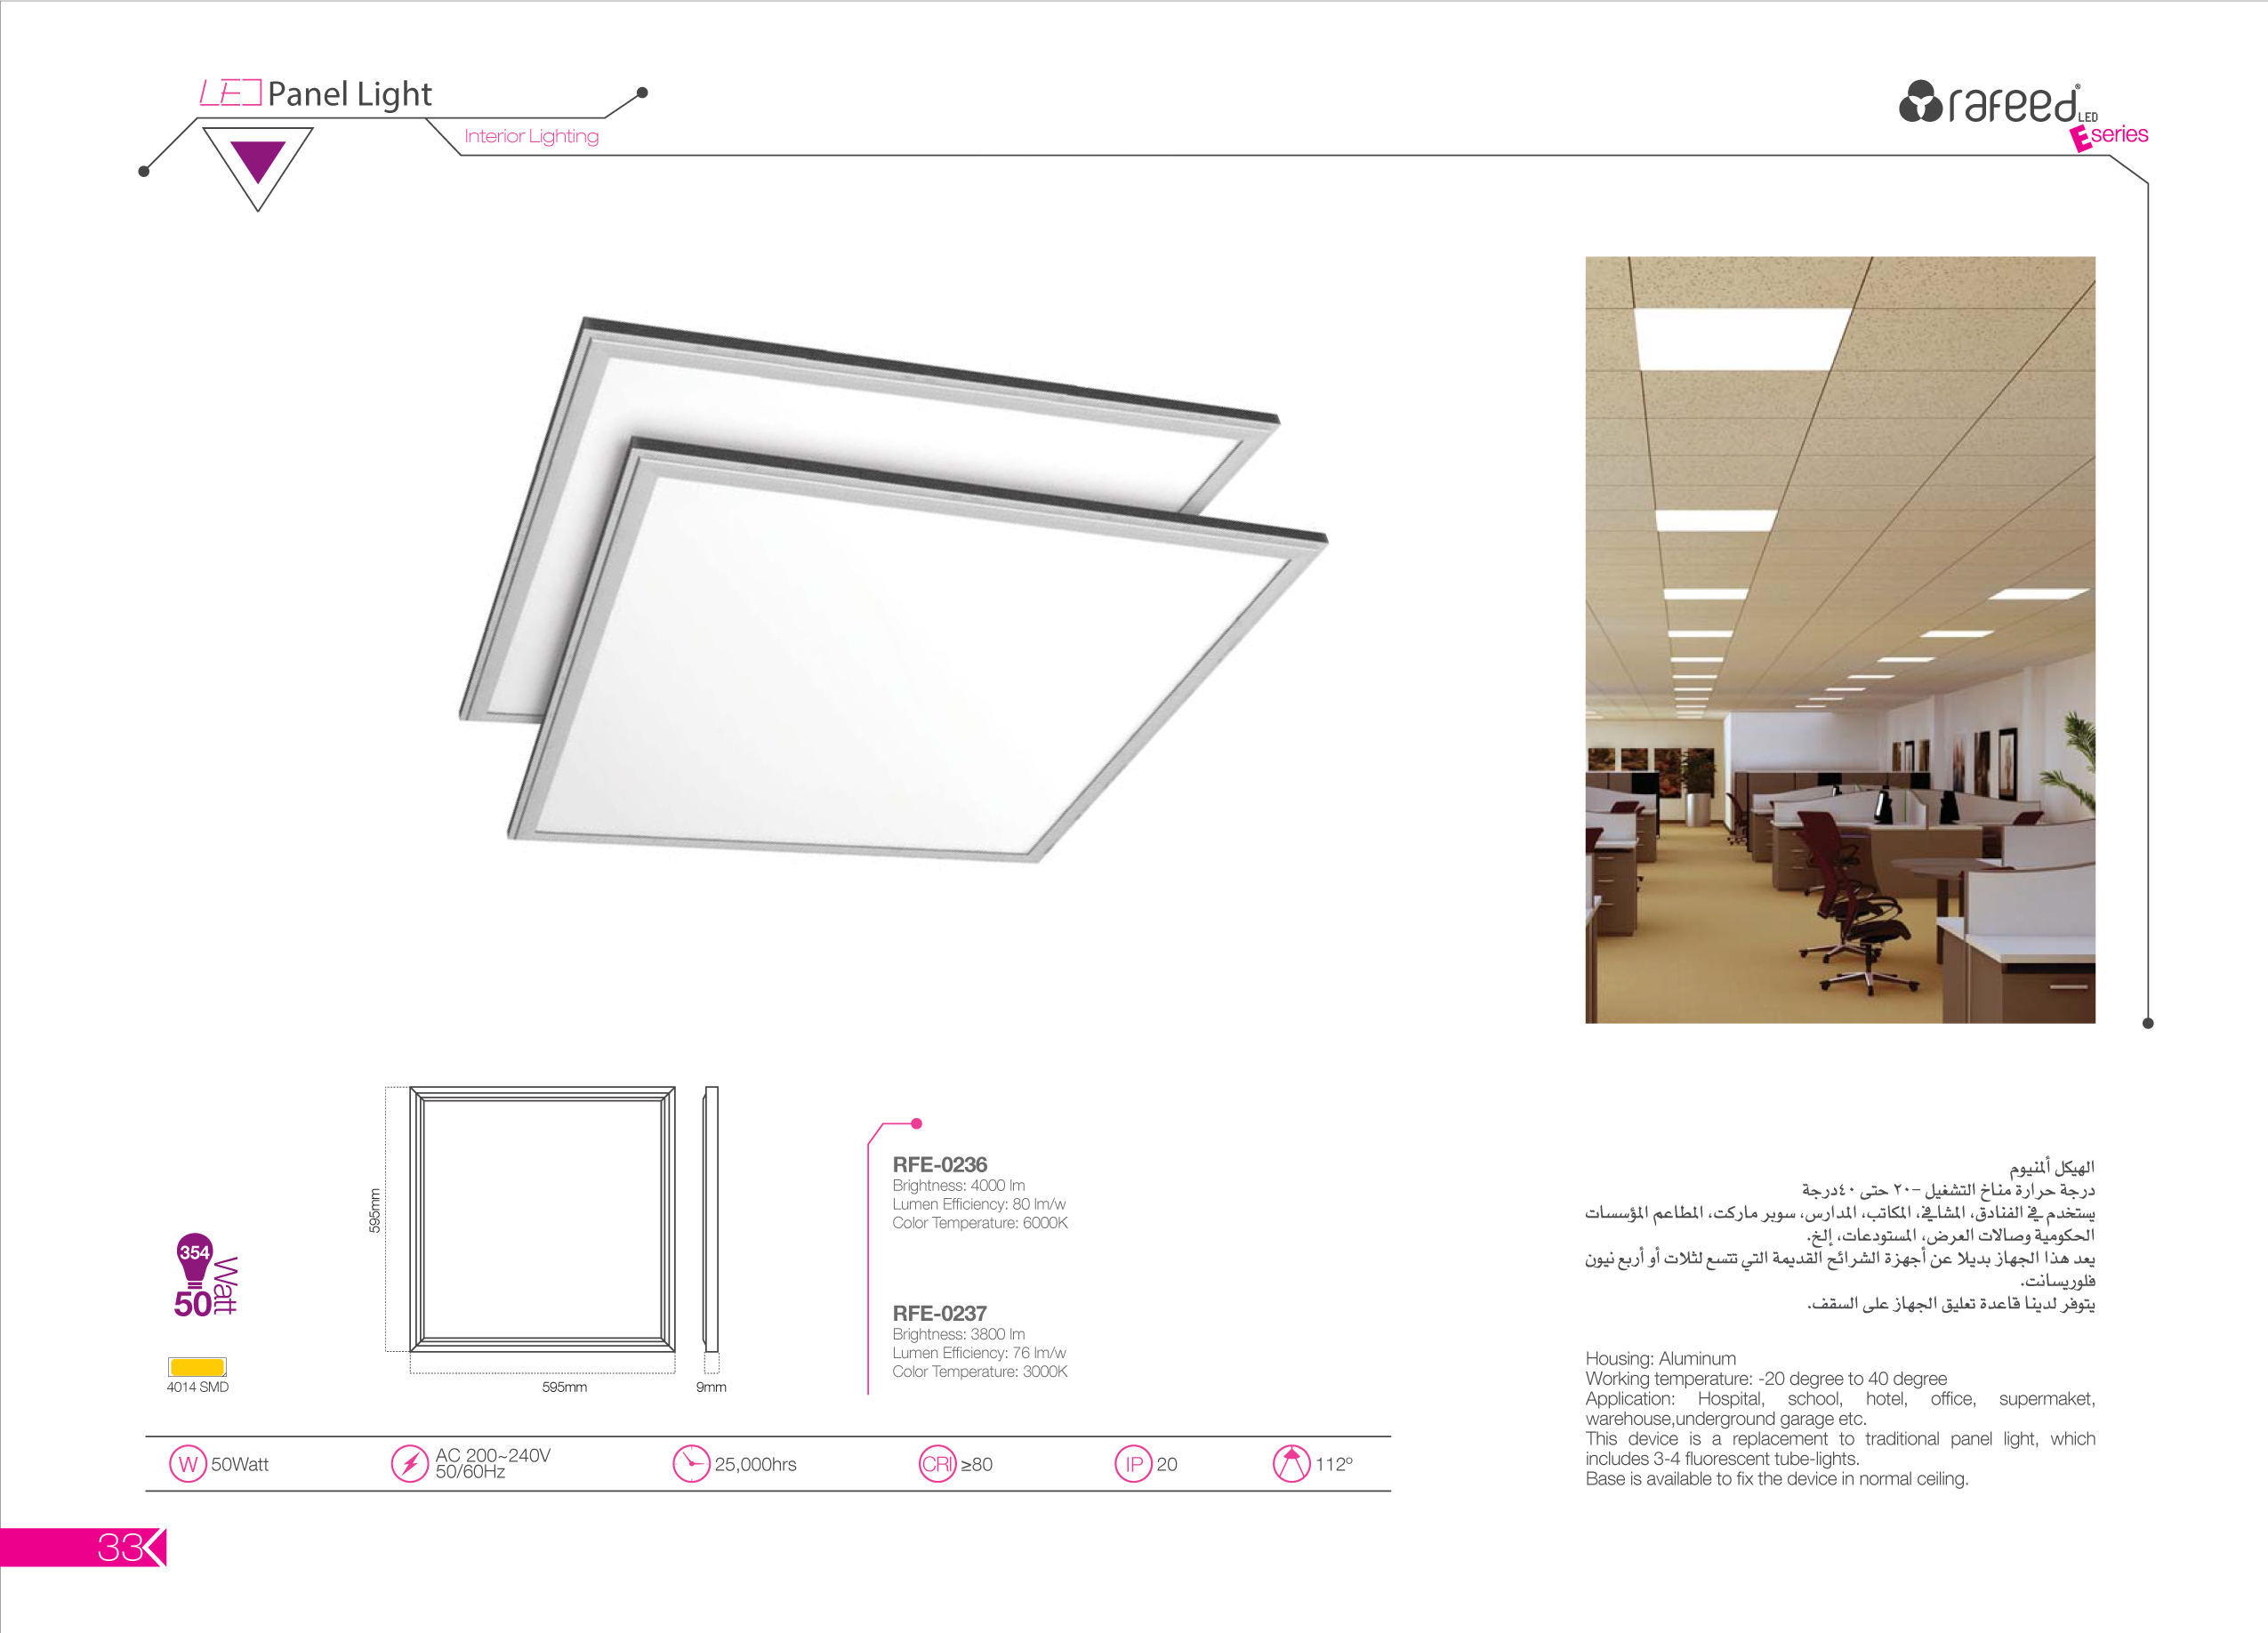 LED Panel Light
Interior Lighting
rafeed®
LED
E series
595mm
595mm
9mm
354
50
Watt
4014 SMD
RFE-0236
Brightness: 4000 lm
Lumen Efficiency: 80 lm/w
Color Temperature: 6000K
RFE-0237
Brightness: 3800 lm
Lumen Efficiency: 76 lm/w
Color Temperature: 3000K
الهيكل ألمنيوم
درجة حرارة مناخ التشغيل -٢٠ حتى ٤٠درجة
يستخدم في الفنادق، المشافي، المكاتب، المدارس، سوبر ماركت، المطاعم المؤسسات
الحكومية وصالات العرض، المستودعات، إلخ.
يعد هذا الجهاز بديلا عن أجهزة الشرائح القديمة التي تتسع لثلاث أو أربع نيون
فلوريسانت.
يتوفر لدينا قاعدة تعليق الجهاز على السقف.
Housing: Aluminum
Working temperature: -20 degree to 40 degree
Application: Hospital, school, hotel, office, supermaket,
warehouse,underground garage etc.
This device is a replacement to traditional panel light, which
includes 3-4 fluorescent tube-lights.
Base is available to fix the device in normal ceiling.
W 50Watt
AC 200~240V
50/60Hz
25,000hrs
CRI ≥80
IP 20
112º
33